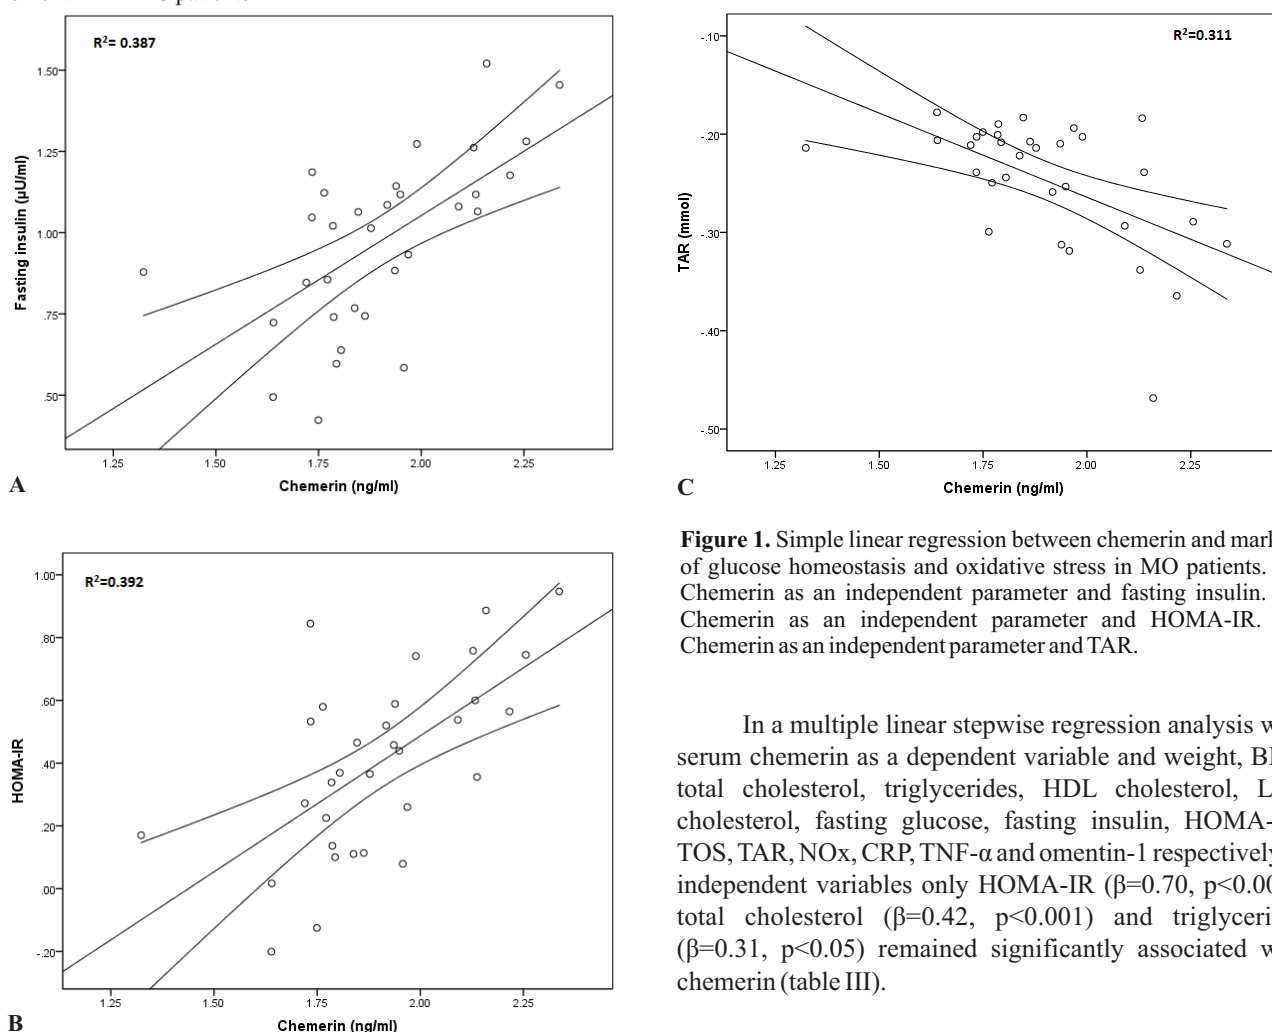 R²= 0.387
1.50
1.25
1.00
.75
.50
Fasting insulin (µU/ml)
1.25 1.50 1.75 2.00 2.25
Chemerin (ng/ml)
A
R²=0.392
1.00
.80
.60
.40
.20
.00
-.20
HOMA-IR
1.25 1.50 1.75 2.00 2.25
Chemerin (ng/ml)
B
R²=0.311
-.10
-.20
-.30
-.40
-.50
TAR (mmol)
1.25 1.50 1.75 2.00 2.25
Chemerin (ng/ml)
C
Figure 1. Simple linear regression between chemerin and mark
of glucose homeostasis and oxidative stress in MO patients.
Chemerin as an independent parameter and fasting insulin.
Chemerin as an independent parameter and HOMA-IR.
Chemerin as an independent parameter and TAR.
In a multiple linear stepwise regression analysis w
serum chemerin as a dependent variable and weight, BI
total cholesterol, triglycerides, HDL cholesterol, L
cholesterol, fasting glucose, fasting insulin, HOMA-
TOS, TAR, NOx, CRP, TNF-α and omentin-1 respectively
independent variables only HOMA-IR (β=0.70, p<0.00
total cholesterol (β=0.42, p<0.001) and triglyceri
(β=0.31, p<0.05) remained significantly associated w
chemerin (table III).